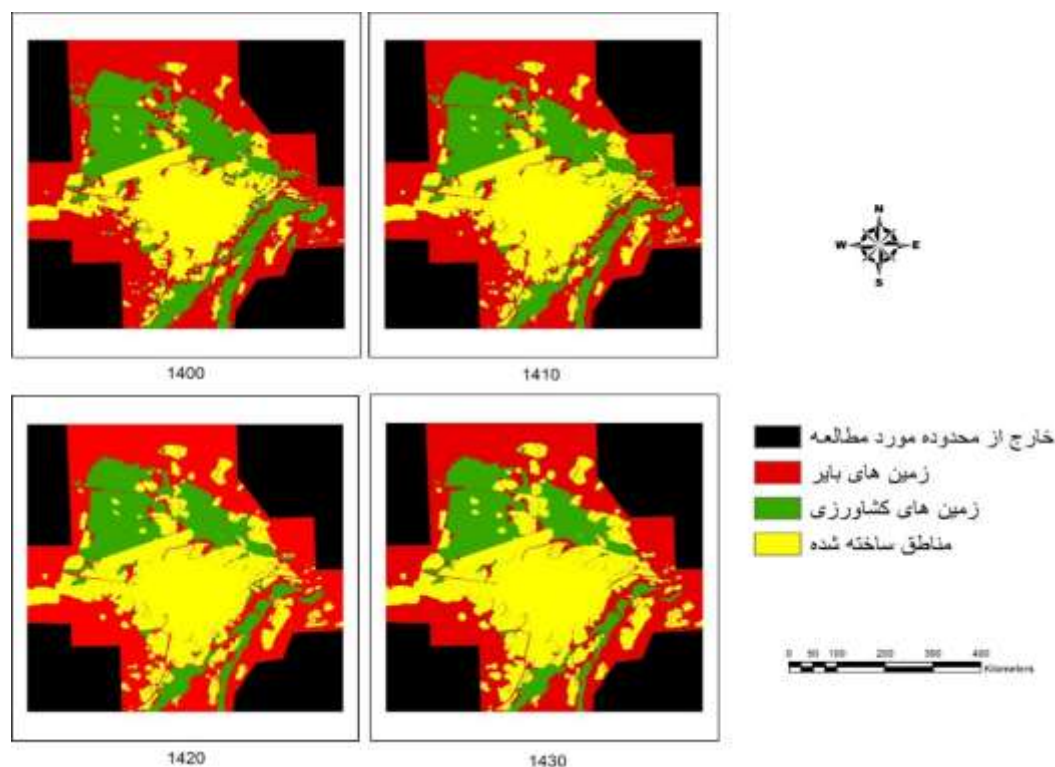 1400
1410
N
W E
S
خارج از محدوده مورد مطالعه
زمین های بایر
زمین های کشاورزی
مناطق ساخته شده
0 50 100 200 300 400
Kilometers
1420
1430